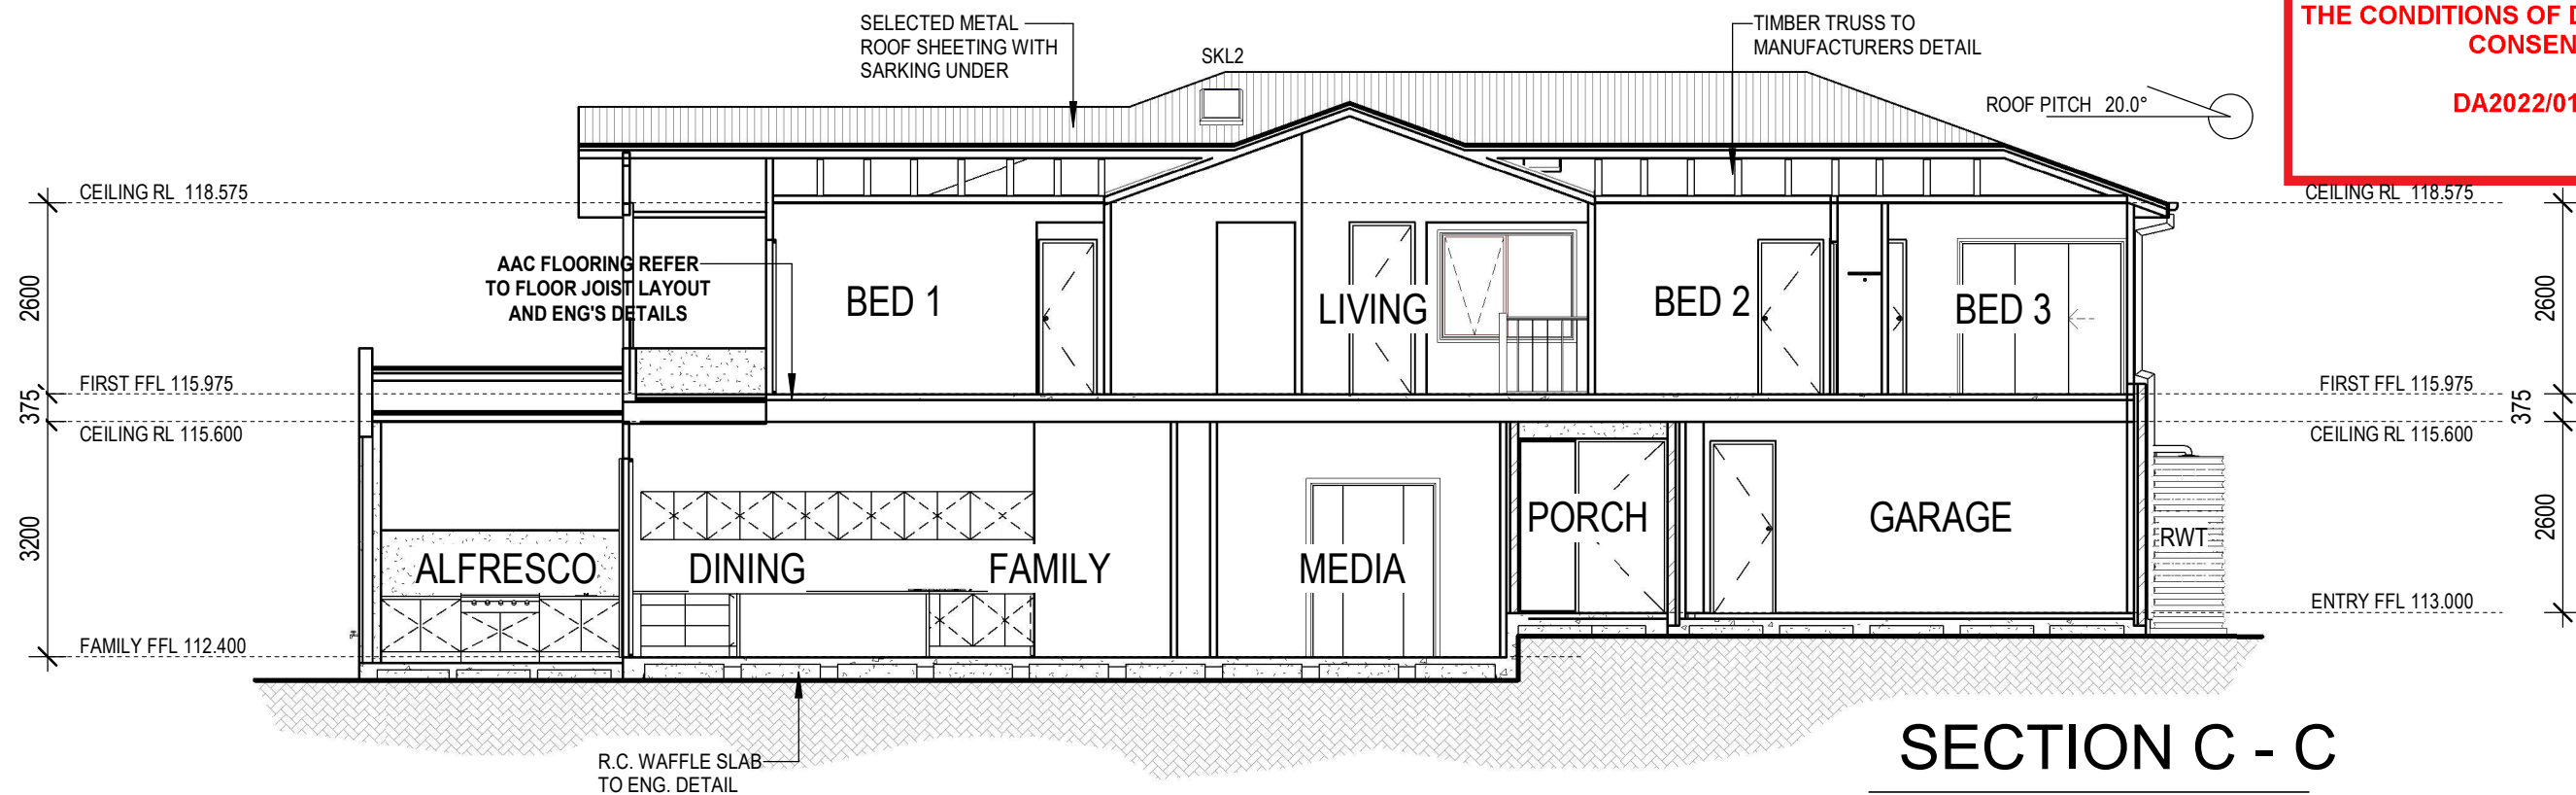 SELECTED METAL
ROOF SHEETING WITH
SARKING UNDER
SKL2
TIMBER TRUSS TO
MANUFACTURERS DETAIL
THE CONDITIONS OF
CONSEN
DA2022/01
ROOF PITCH 20.0°
CEILING RL 118.575
CEILING RL 118.575
2600
AAC FLOORING REFER
TO FLOOR JOIST LAYOUT
AND ENG'S DETAILS
BED 1
LIVING
BED 2
BED 3
2600
FIRST FFL 115.975
FIRST FFL 115.975
375
375
CEILING RL 115.600
CEILING RL 115.600
3200
ALFRESCO
DINING
FAMILY
MEDIA
PORCH
GARAGE
RWT
2600
FAMILY FFL 112.400
ENTRY FFL 113.000
R.C. WAFFLE SLAB
TO ENG. DETAIL
SECTION C - C